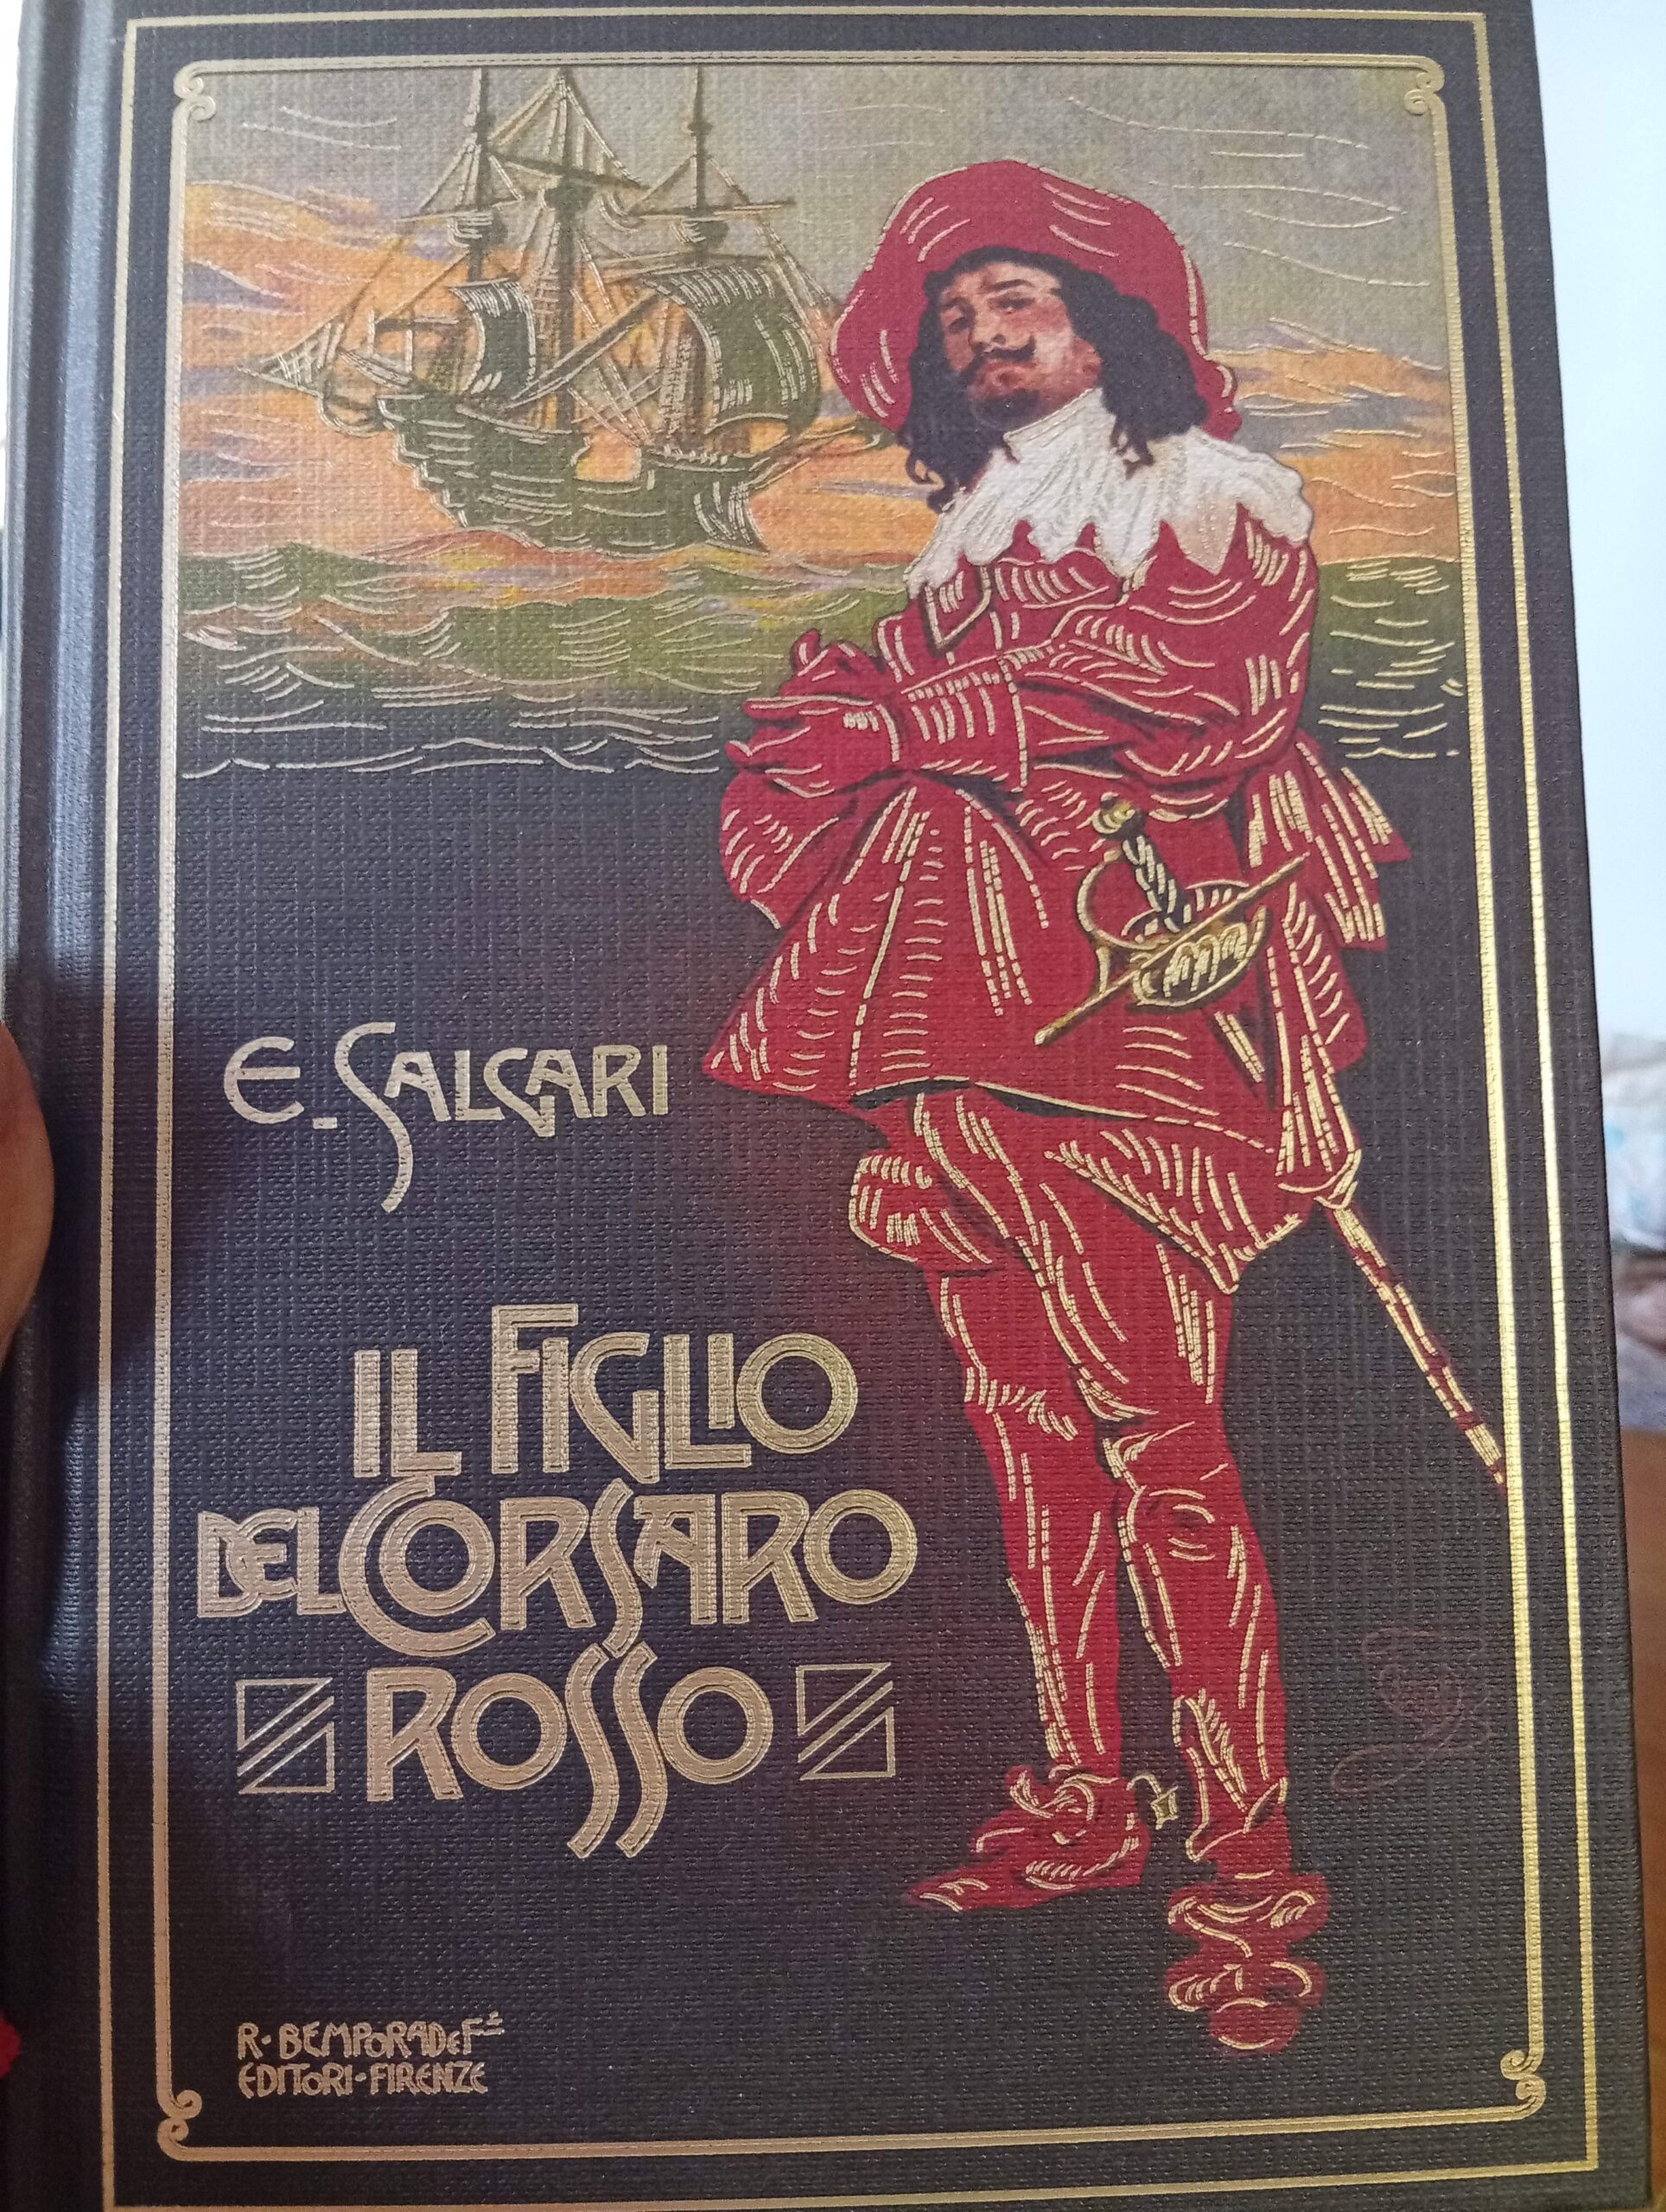 E. SALGARI
IL FIGLIO
DEL CORSARO
ROSSO
R. BEMPORAD e F.º
EDITORI-FIRENZE